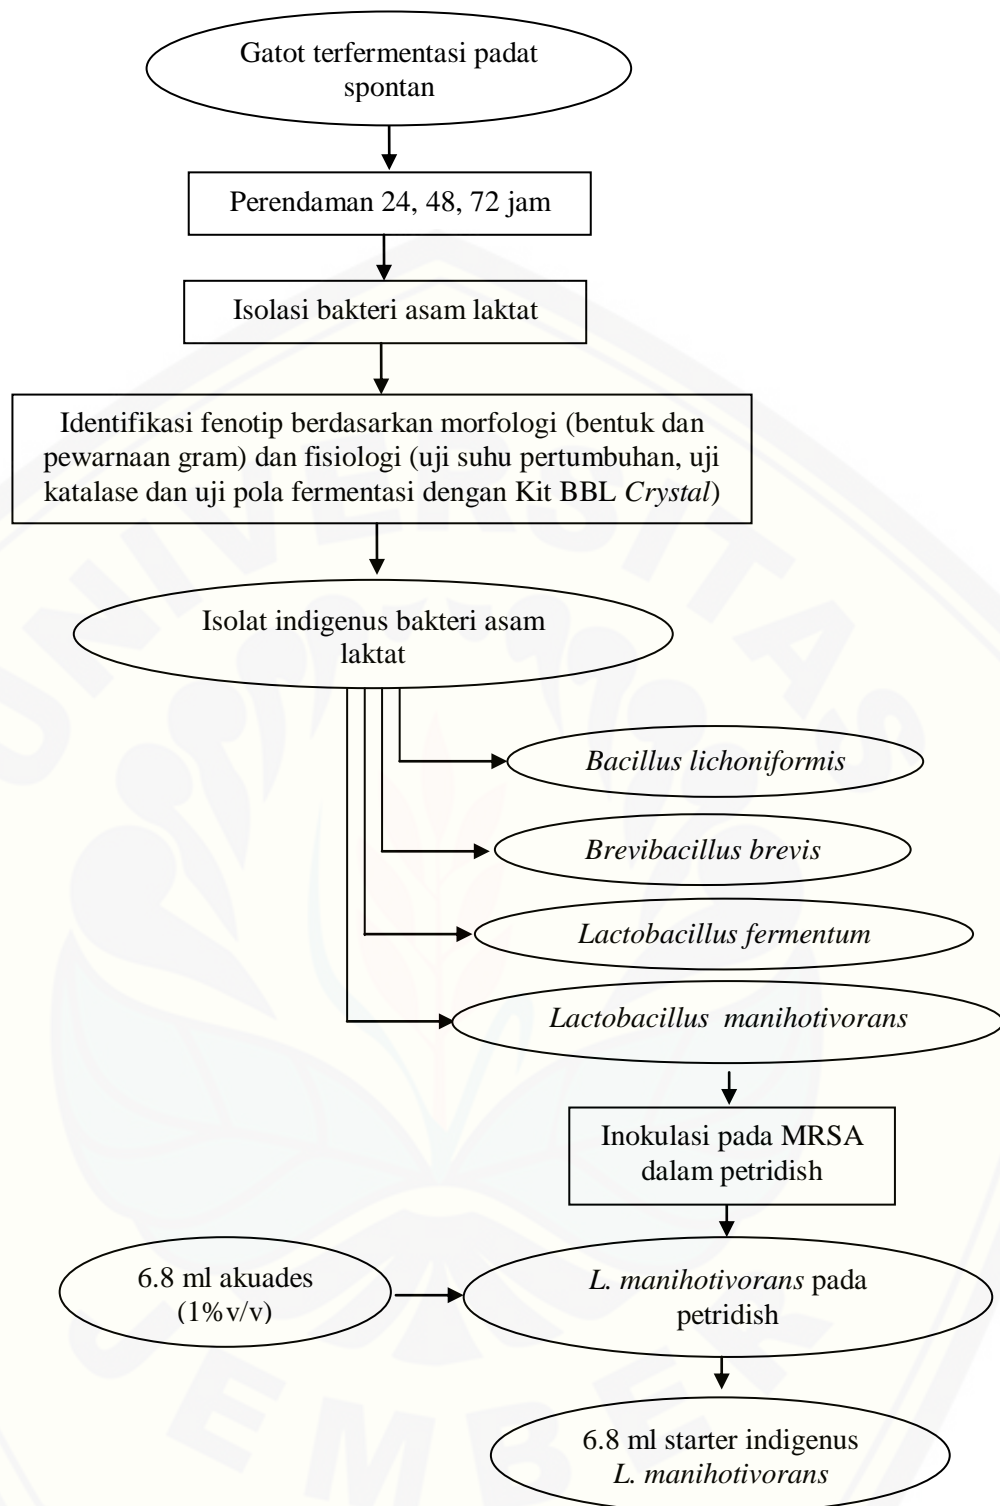 Gatot terfermentasi padat
spontan
Perendaman 24, 48, 72 jam
Isolasi bakteri asam laktat
Identifikasi fenotip berdasarkan morfologi (bentuk dan
pewarnaan gram) dan fisiologi (uji suhu pertumbuhan, uji
katalase dan uji pola fermentasi dengan Kit BBL Crystal)
Isolat indigenus bakteri asam
laktat
Bacillus lichoniformis
Brevibacillus brevis
Lactobacillus fermentum
Lactobacillus manihotivorans
Inokulasi pada MRSA
dalam petridish
6.8 ml akuades
(1%v/v)
L. manihotivorans pada
petridish
6.8 ml starter indigenus
L. manihotivorans
UNIVERSITAS
JEMBER